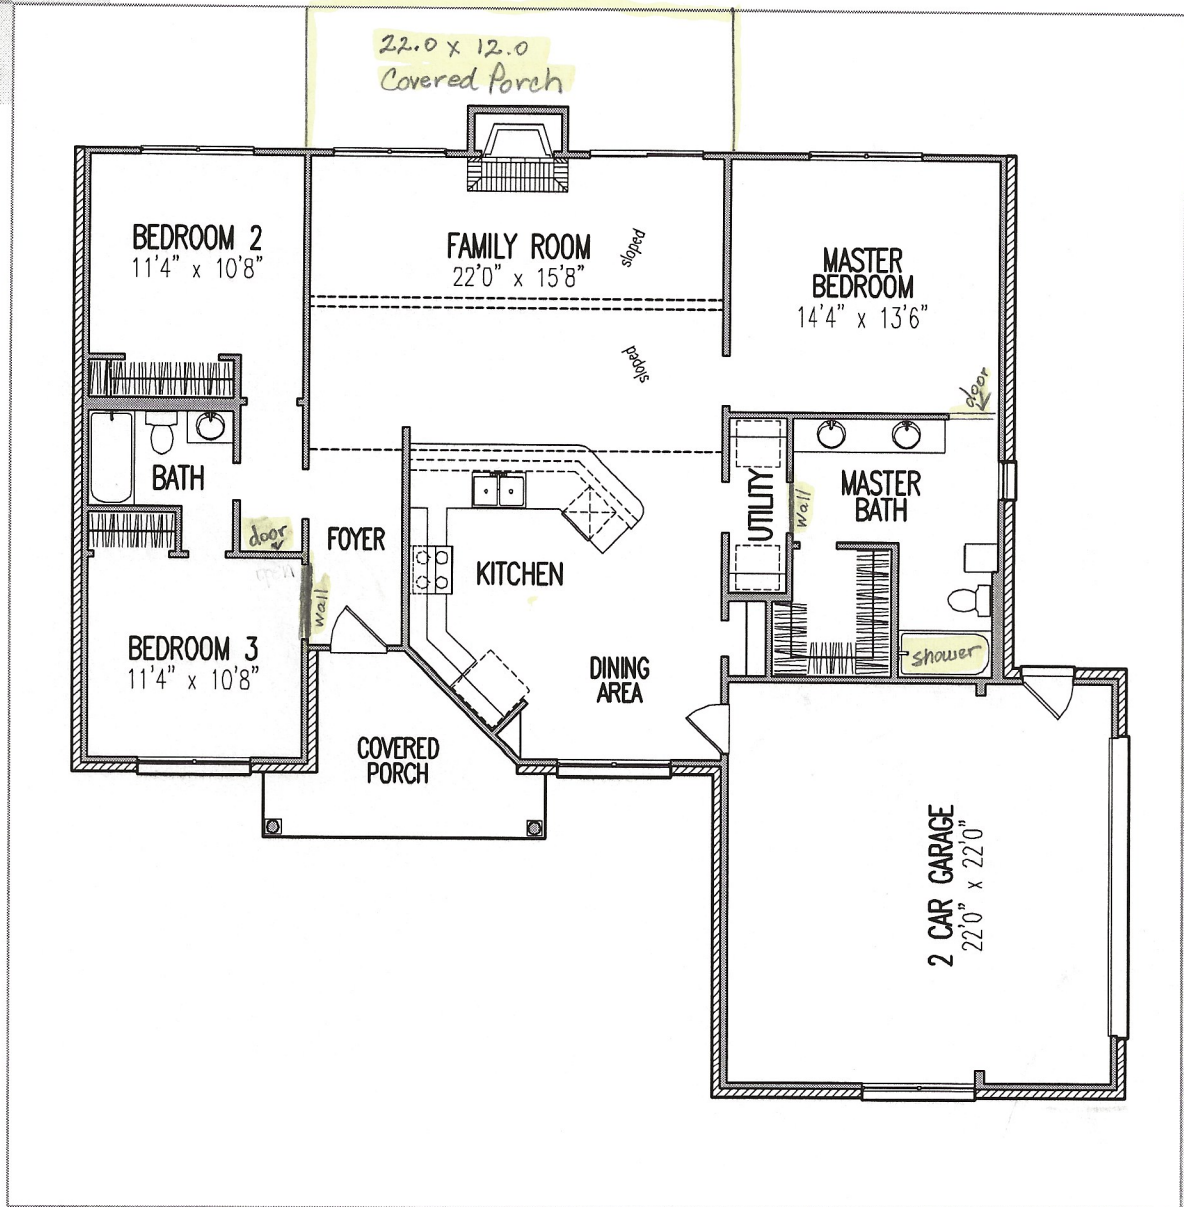 22.0 x 12.0
Covered Porch
BEDROOM 2
11'4" x 10'8"
FAMILY ROOM
22'0" x 15'8"
sloped
sloped
MASTER
BEDROOM
14'4" x 13'6"
door
BATH
UTILITY
wall
MASTER
BATH
door
FOYER
KITCHEN
wall
BEDROOM 3
11'4" x 10'8"
DINING
AREA
shower
COVERED
PORCH
2 CAR GARAGE
22'0" x 22'0"